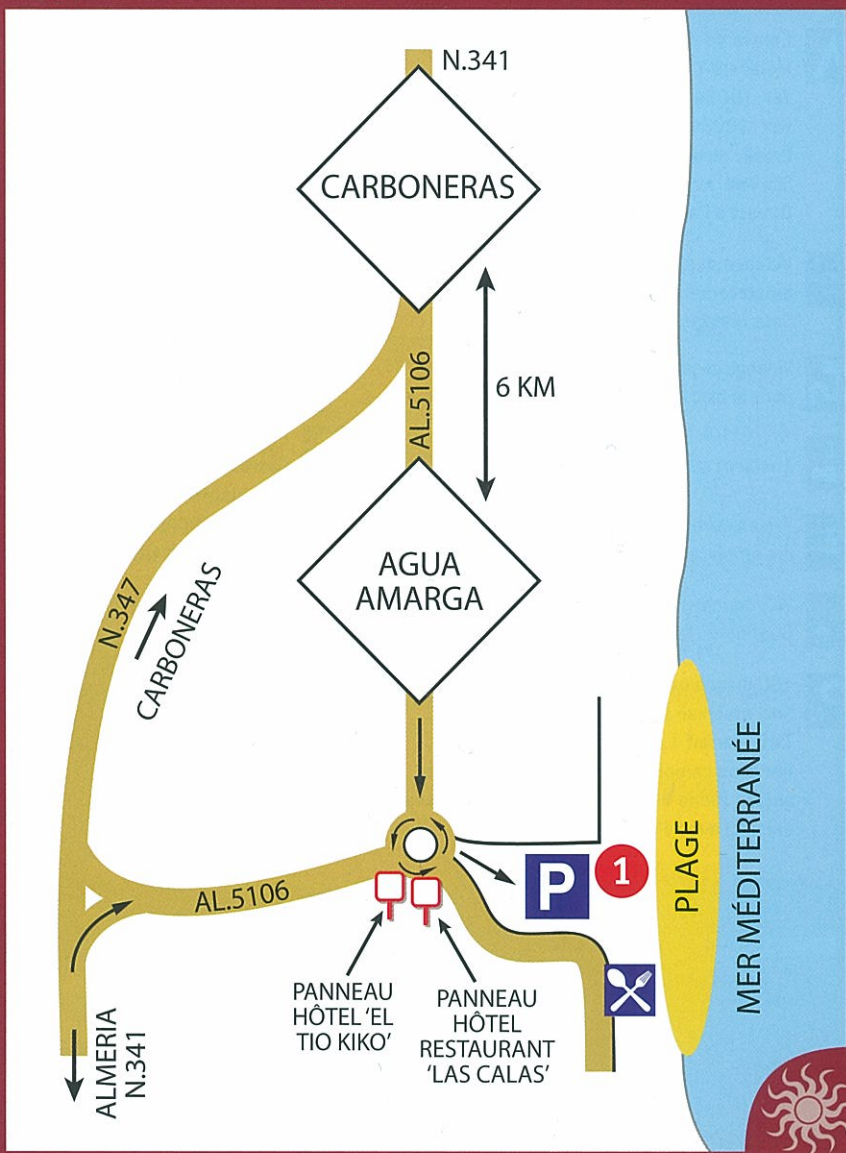 N.341
CARBONERAS
AL.5106
6 KM
N.347
CARBONERAS
AGUA
AMARGA
AL.5106
P
1
PLAGE
MER MÉDITERRANÉE
PANNEAU
HÔTEL 'EL
TIO KIKO'
PANNEAU
HÔTEL
RESTAURANT
'LAS CALAS'
ALMERIA
N.341